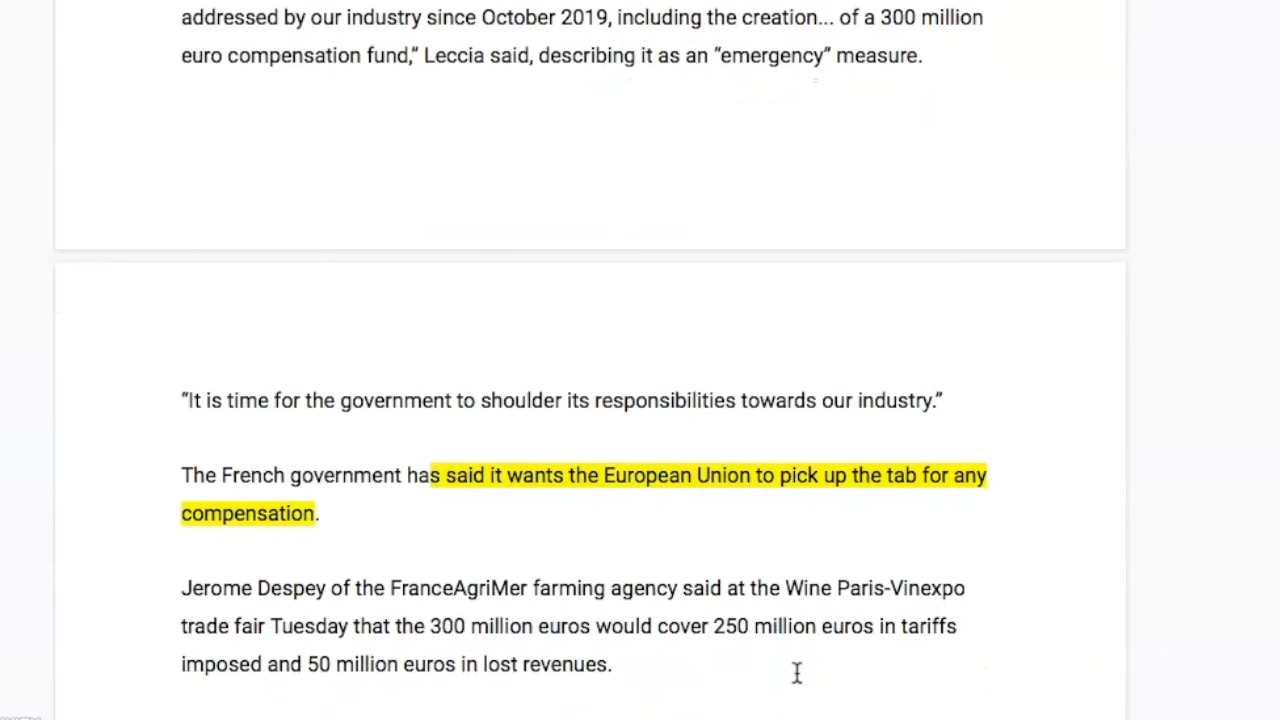 addressed by our industry since October 2019, including the creation... of a 300 million
euro compensation fund,” Leccia said, describing it as an “emergency” measure.
“It is time for the government to shoulder its responsibilities towards our industry.”
The French government has said it wants the European Union to pick up the tab for any
compensation.
Jerome Despey of the FranceAgriMer farming agency said at the Wine Paris-Vinexpo
trade fair Tuesday that the 300 million euros would cover 250 million euros in tariffs
imposed and 50 million euros in lost revenues.